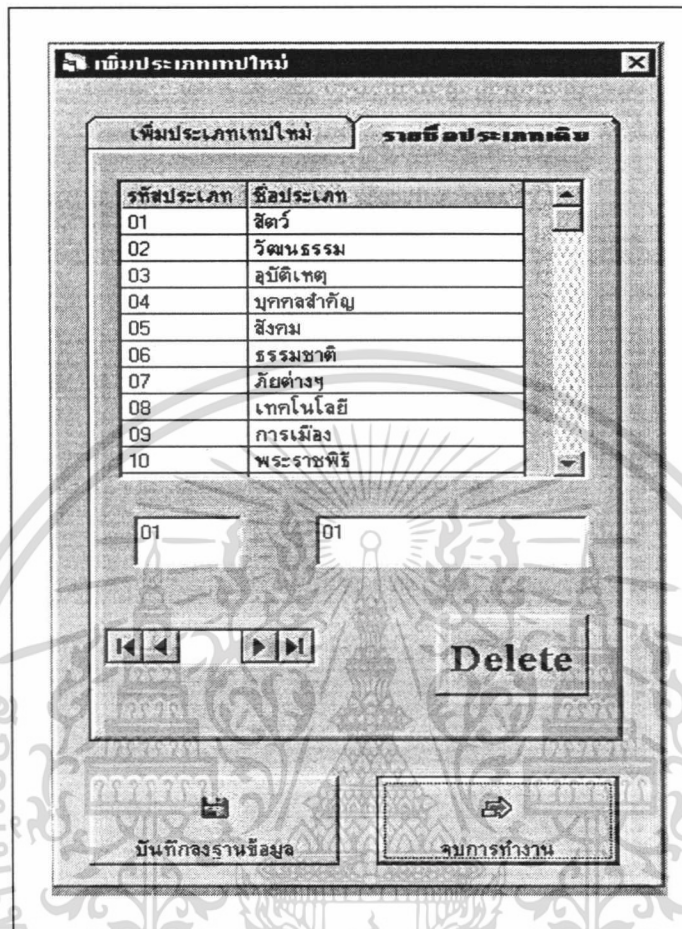 เพิ่มประเภทเทปใหม่
เพิ่มประเภทเทปใหม่ รายชื่อประเภทเดิม
รหัสประเภท ชื่อประเภท
01 สัตว์
02 วัฒนธรรม
03 อุบัติเหตุ
04 บุคคลสำคัญ
05 สังคม
06 ธรรมชาติ
07 ภัยต่างๆ
08 เทคโนโลยี
09 การเมือง
10 พระราชพิธี
01 01
Delete
บันทึกลงฐานข้อมูล จบการทำงาน